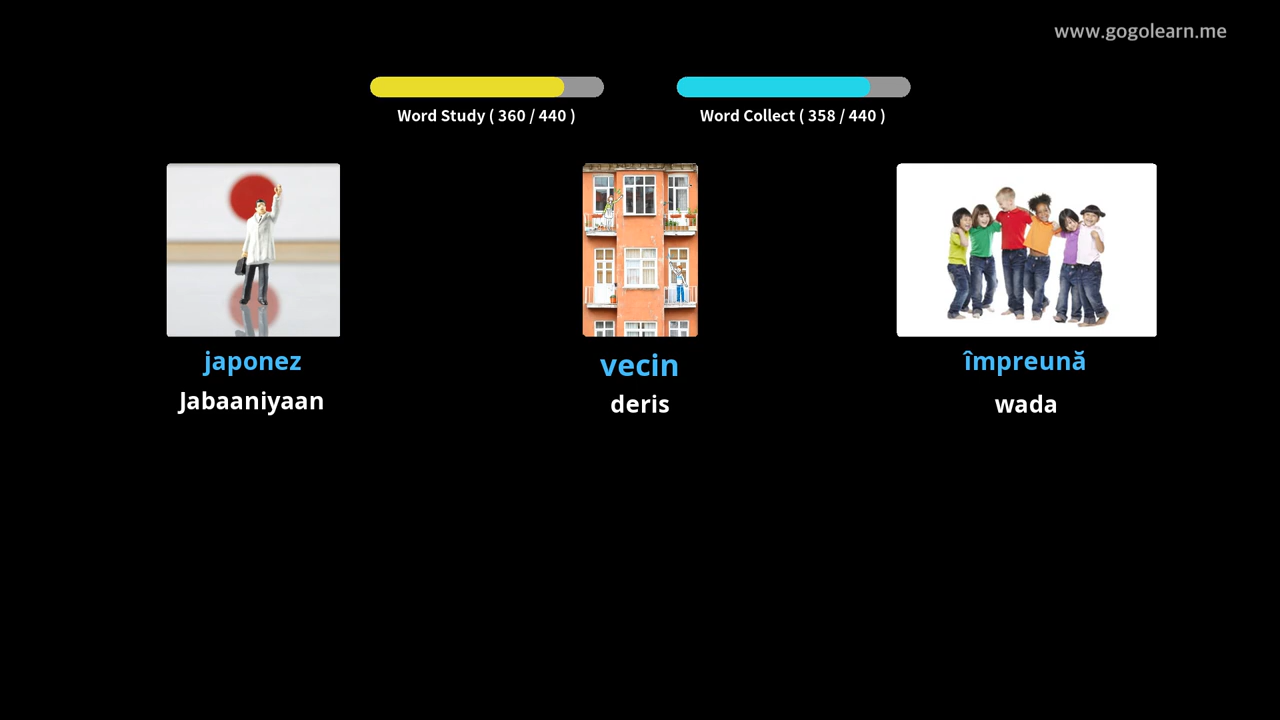 www.gogolearn.me
Word Study ( 360 / 440 )
Word Collect ( 358 / 440 )
japonez
Jabaaniyaan
vecin
deris
împreună
wada